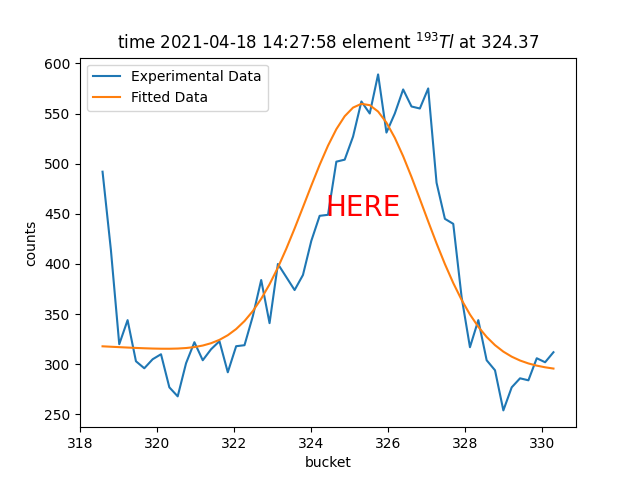 time 2021-04-18 14:27:58 element ¹⁹³Tl at 324.37
Experimental Data
Fitted Data
600
550
500
450
400
350
300
250
counts
HERE
318 320 322 324 326 328 330
bucket